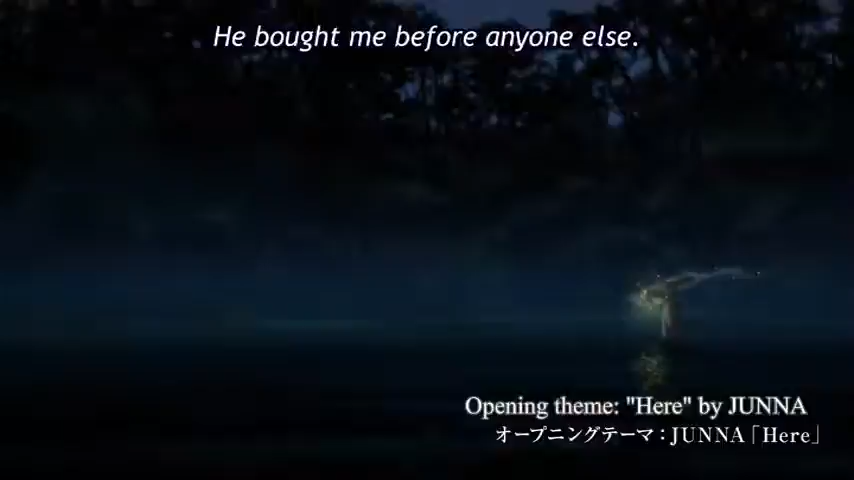 He bought me before anyone else.
Opening theme: "Here" by JUNNA
オープニングテーマ：JUNNA「Here」